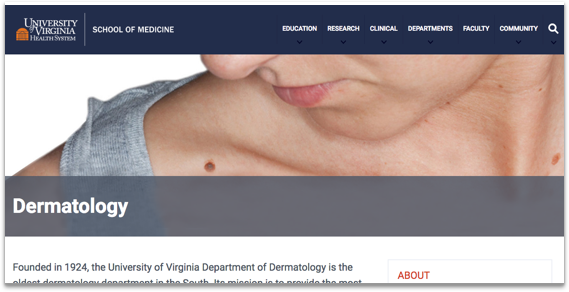 UNIVERSITY
of VIRGINIA
HEALTH SYSTEM
SCHOOL OF MEDICINE
EDUCATION RESEARCH CLINICAL DEPARTMENTS FACULTY COMMUNITY
Dermatology
Founded in 1924, the University of Virginia Department of Dermatology is the
oldest dermatology department in the South. Its mission is to provide the most
ABOUT